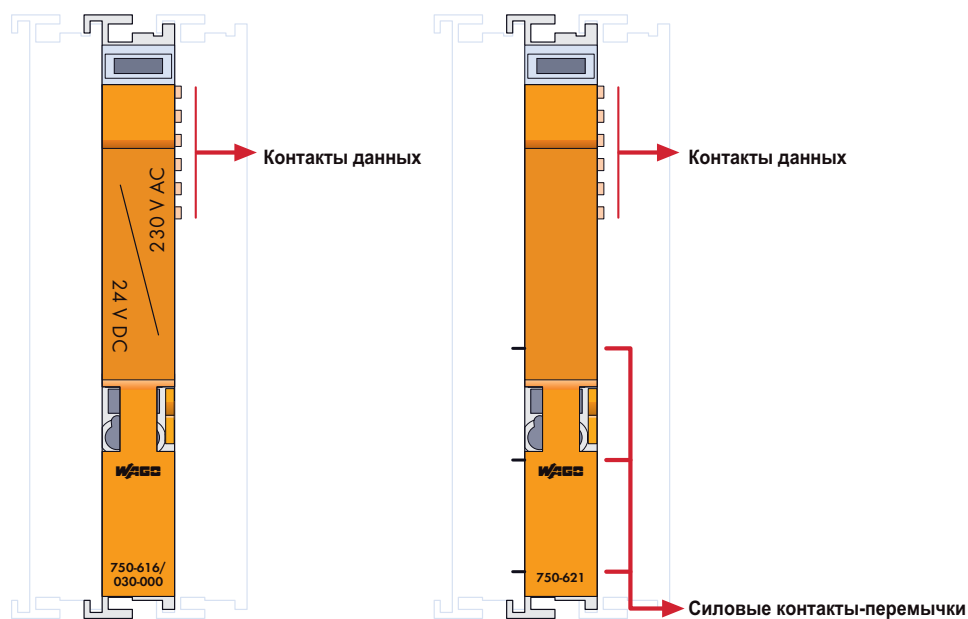 Контакты данных
230 V AC
24 V DC
WAGO
750-616/
030-000
Контакты данных
WAGO
750-621
Силовые контакты-перемычки